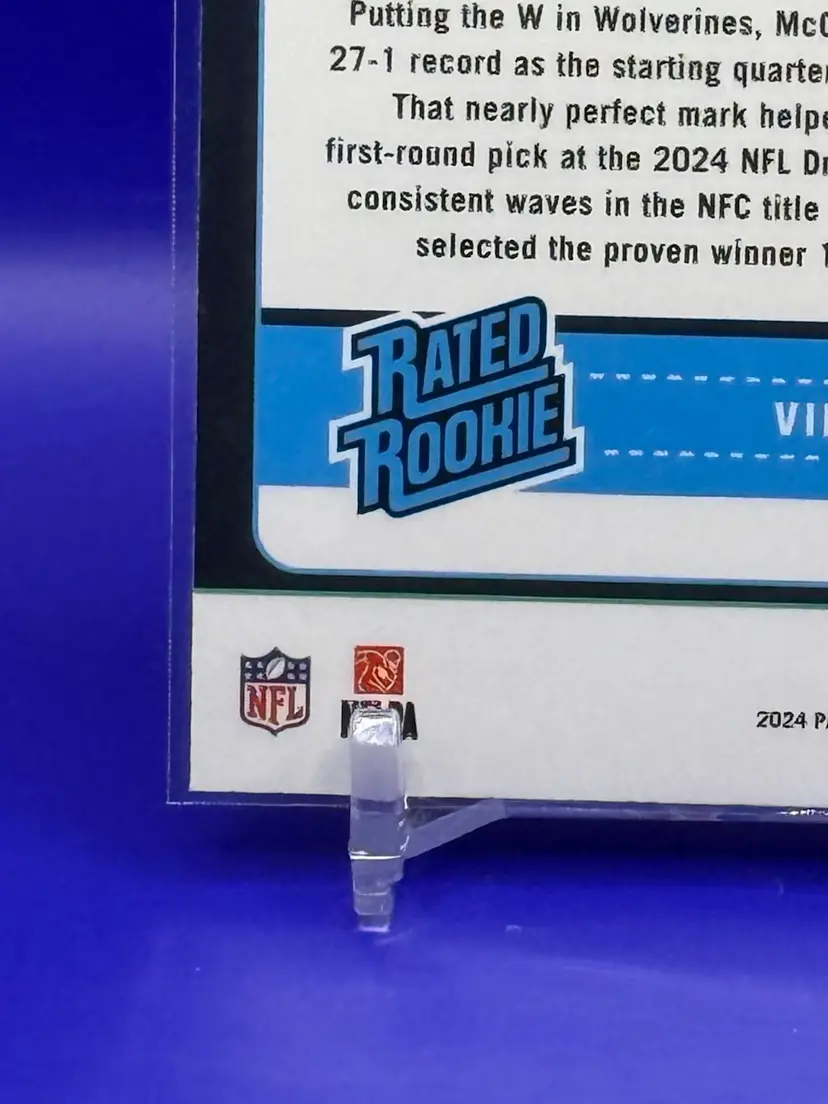 Putting the W in Wolverines, McC
27-1 record as the starting quarter
That nearly perfect mark helpe
first-round pick at the 2024 NFL Dr
consistent waves in the NFC title
selected the proven winner 1
RATED
ROOKIE
VI
NFL
2024 PA